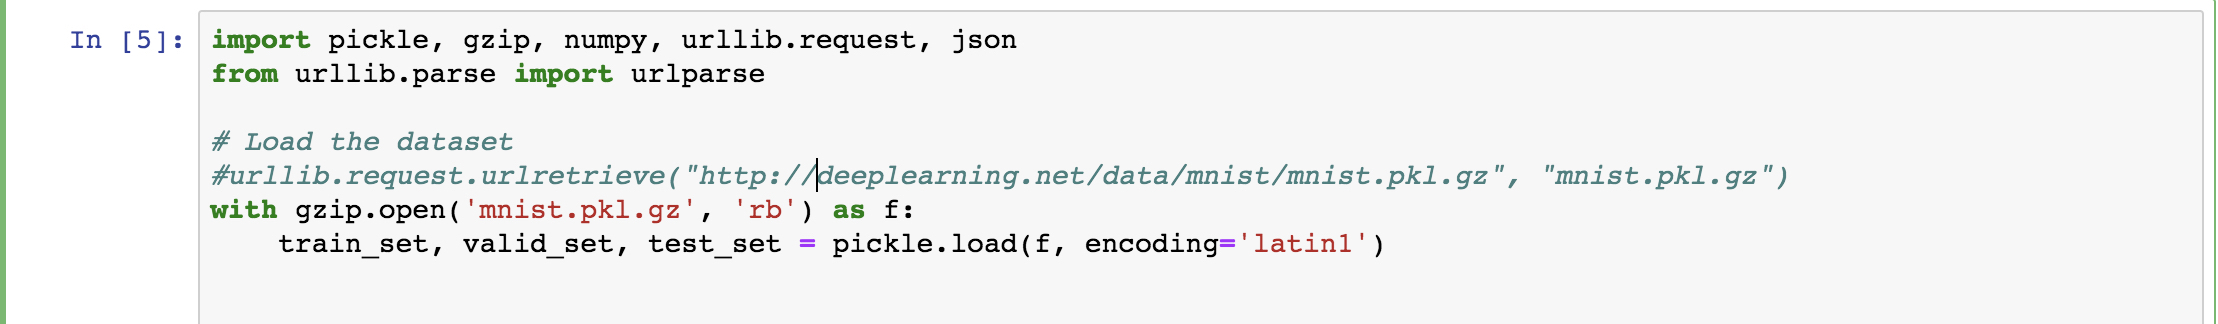 In [5]:
import pickle, gzip, numpy, urllib.request, json
from urllib.parse import urlparse
# Load the dataset
#urllib.request.urlretrieve("http://deeplearning.net/data/mnist/mnist.pkl.gz", "mnist.pkl.gz")
with gzip.open('mnist.pkl.gz', 'rb') as f:
    train_set, valid_set, test_set = pickle.load(f, encoding='latin1')